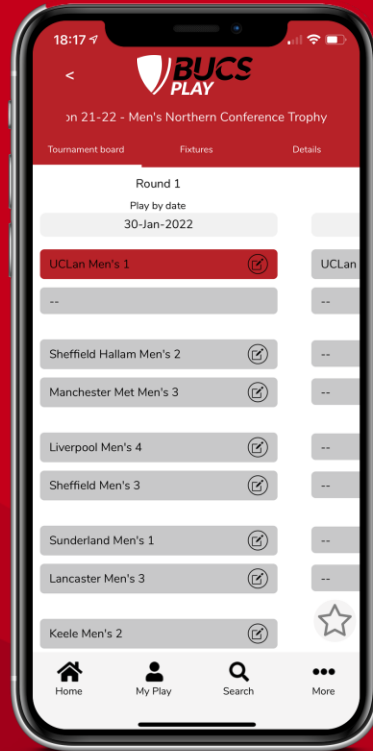 18:17
<
BUCS
PLAY
on 21-22 - Men's Northern Conference Trophy
Tournament board Fixtures Details
Round 1
Play by date
30-Jan-2022
UCLan Men's 1 UCLan
-- --
Sheffield Hallam Men's 2 --
Manchester Met Men's 3 --
Liverpool Men's 4 --
Sheffield Men's 3 --
Sunderland Men's 1 --
Lancaster Men's 3 --
Keele Men's 2
Home My Play Search More